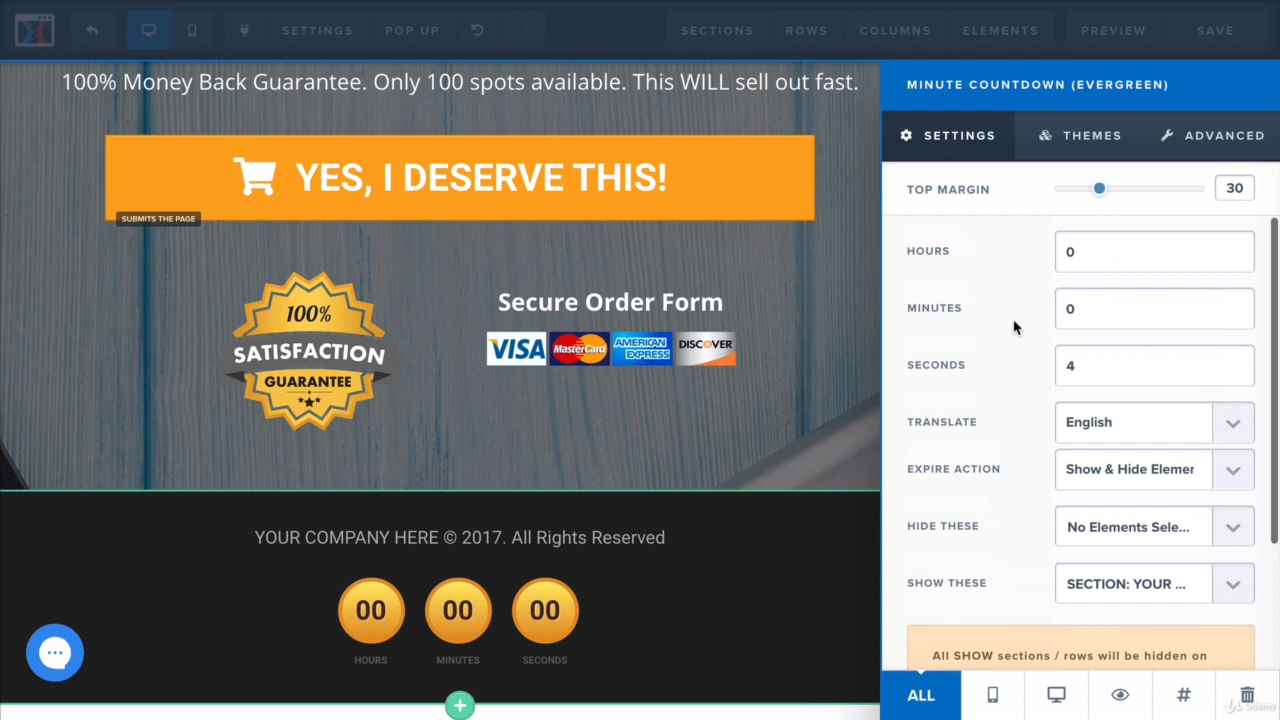 SETTINGS
POP UP
SECTIONS
ROWS
COLUMNS
ELEMENTS
PREVIEW
SAVE
100% Money Back Guarantee. Only 100 spots available. This WILL sell out fast.
YES, I DESERVE THIS!
SUBMITS THE PAGE
100%
SATISFACTION
GUARANTEE
Secure Order Form
VISA
MasterCard
AMERICAN
EXPRESS
DISCOVER
YOUR COMPANY HERE © 2017. All Rights Reserved
00 00 00
HOURS MINUTES SECONDS
MINUTE COUNTDOWN (EVERGREEN)
SETTINGS
THEMES
ADVANCED
TOP MARGIN 30
HOURS 0
MINUTES 0
SECONDS 4
TRANSLATE English
EXPIRE ACTION Show & Hide Elemer
HIDE THESE No Elements Sele...
SHOW THESE SECTION: YOUR ...
All SHOW sections / rows will be hidden on
ALL
#
Udemy